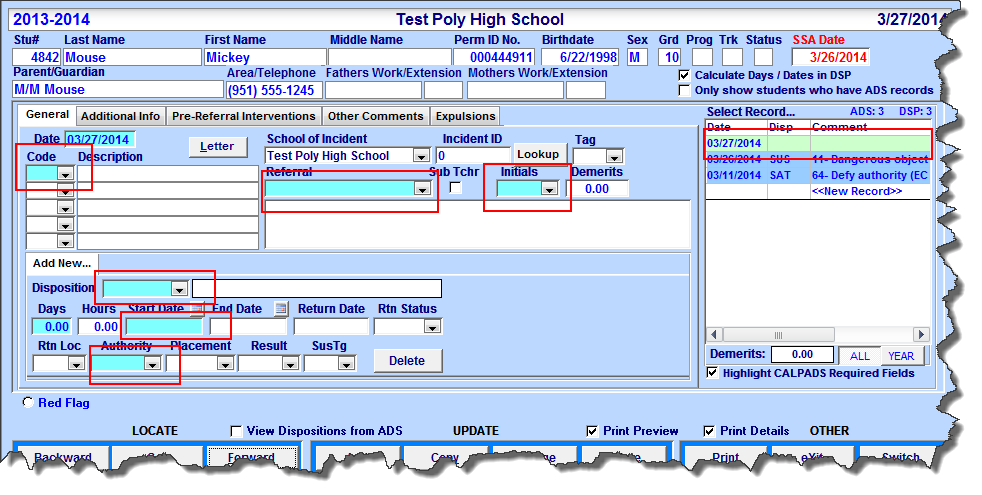 2013-2014 Test Poly High School 3/27/2014
Stu# Last Name First Name Middle Name Perm ID No. Birthdate Sex Grd Prog Trk Status SSA Date
4842 Mouse Mickey 000444911 6/22/1998 M 10 3/26/2014
Parent/Guardian Area/Telephone Fathers Work/Extension Mothers Work/Extension
M/M Mouse (951) 555-1245
Calculate Days / Dates in DSP
Only show students who have ADS records
General Additional Info Pre-Referral Interventions Other Comments Expulsions
Date 03/27/2014 Letter
Code Description
School of Incident Incident ID Tag
Test Poly High School 0 Lookup
Referral Sub Tchr Initials Demerits
0.00
Add New...
Disposition
Days Hours Start Date End Date Return Date Rtn Status
0.00 0.00
Rtn Loc Authority Placement Result SusTg
Delete
Select Record... ADS: 3 DSP: 3
Date Disp Comment
03/27/2014
03/26/2014 SUS 11- Dangerous object
03/11/2014 SAT 64- Defy authority (EC
<<New Record>>
Demerits: 0.00 ALL YEAR
Highlight CALPADS Required Fields
Red Flag
LOCATE View Dispositions from ADS UPDATE Print Preview Print Details OTHER
Backward Forward Copy Print eXit Switch